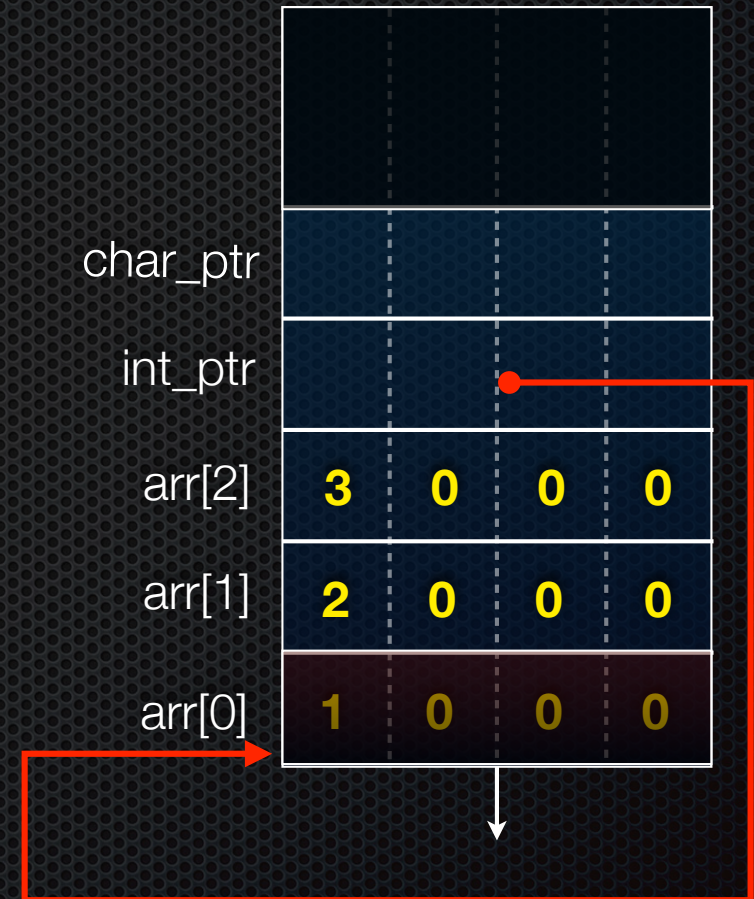 char_ptr
int_ptr
arr[2] 3 0 0 0
arr[1] 2 0 0 0
arr[0] 1 0 0 0